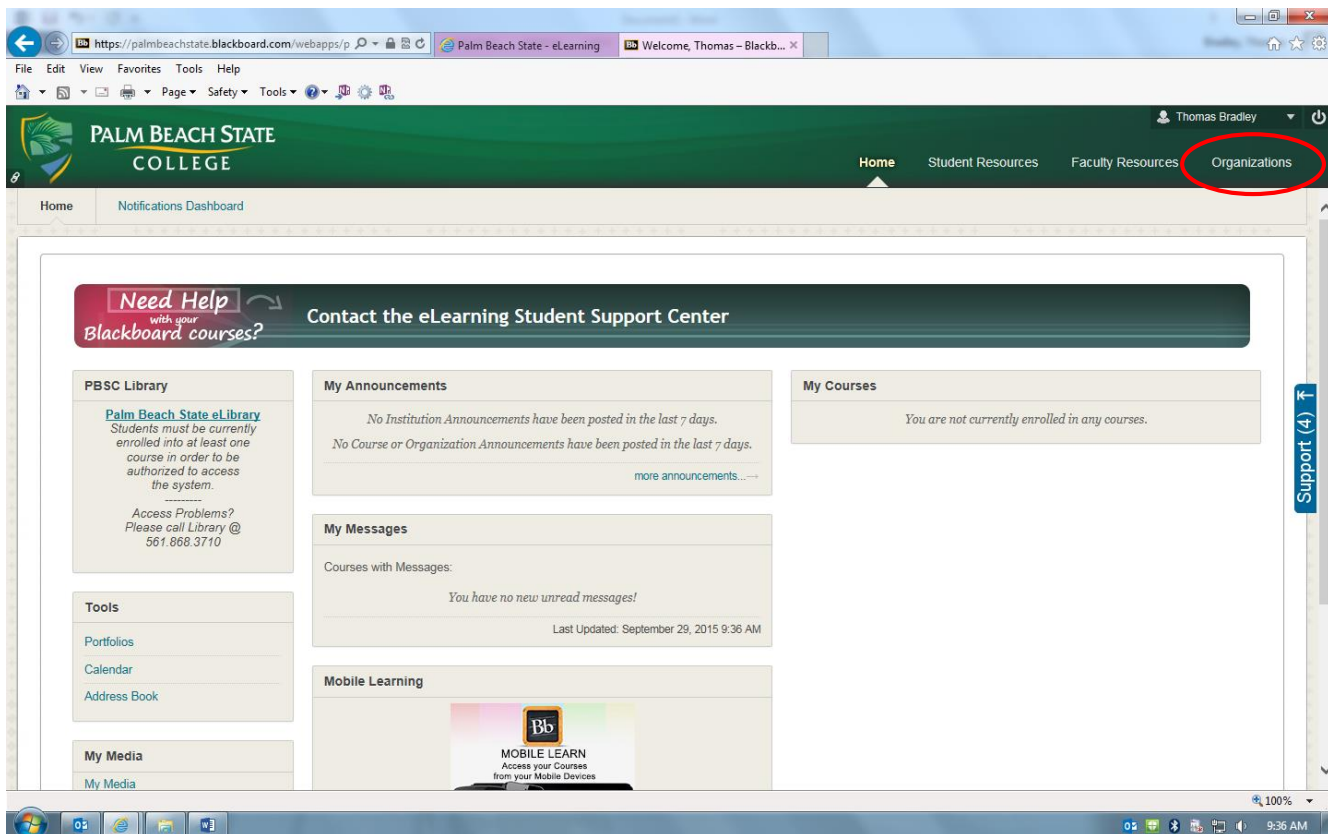 https://palmbeachstate.blackboard.com/webapps/p
Palm Beach State - eLearning
Welcome, Thomas – Blackb...
File Edit View Favorites Tools Help
Page Safety Tools
Thomas Bradley
PALM BEACH STATE
COLLEGE
Home Student Resources Faculty Resources Organizations
Home Notifications Dashboard
Need Help
with your
Blackboard courses?
Contact the eLearning Student Support Center
PBSC Library
Palm Beach State eLibrary
Students must be currently
enrolled into at least one
course in order to be
authorized to access
the system.
---------
Access Problems?
Please call Library @
561.868.3710
Tools
Portfolios
Calendar
Address Book
My Media
My Media
My Announcements
No Institution Announcements have been posted in the last 7 days.
No Course or Organization Announcements have been posted in the last 7 days.
more announcements...→
My Messages
Courses with Messages:
You have no new unread messages!
Last Updated: September 29, 2015 9:36 AM
Mobile Learning
Bb
MOBILE LEARN
Access your Courses
from your Mobile Devices
My Courses
You are not currently enrolled in any courses.
Support (4)
100%
9:36 AM